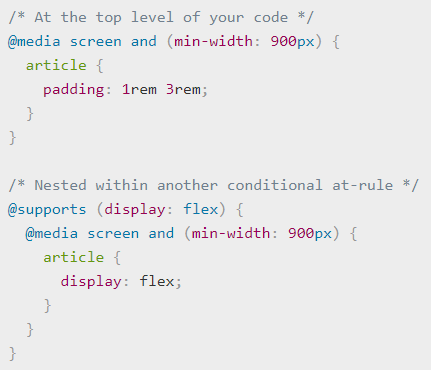 /* At the top level of your code */
@media screen and (min-width: 900px) {
  article {
    padding: 1rem 3rem;
  }
}

/* Nested within another conditional at-rule */
@supports (display: flex) {
  @media screen and (min-width: 900px) {
    article {
      display: flex;
    }
  }
}